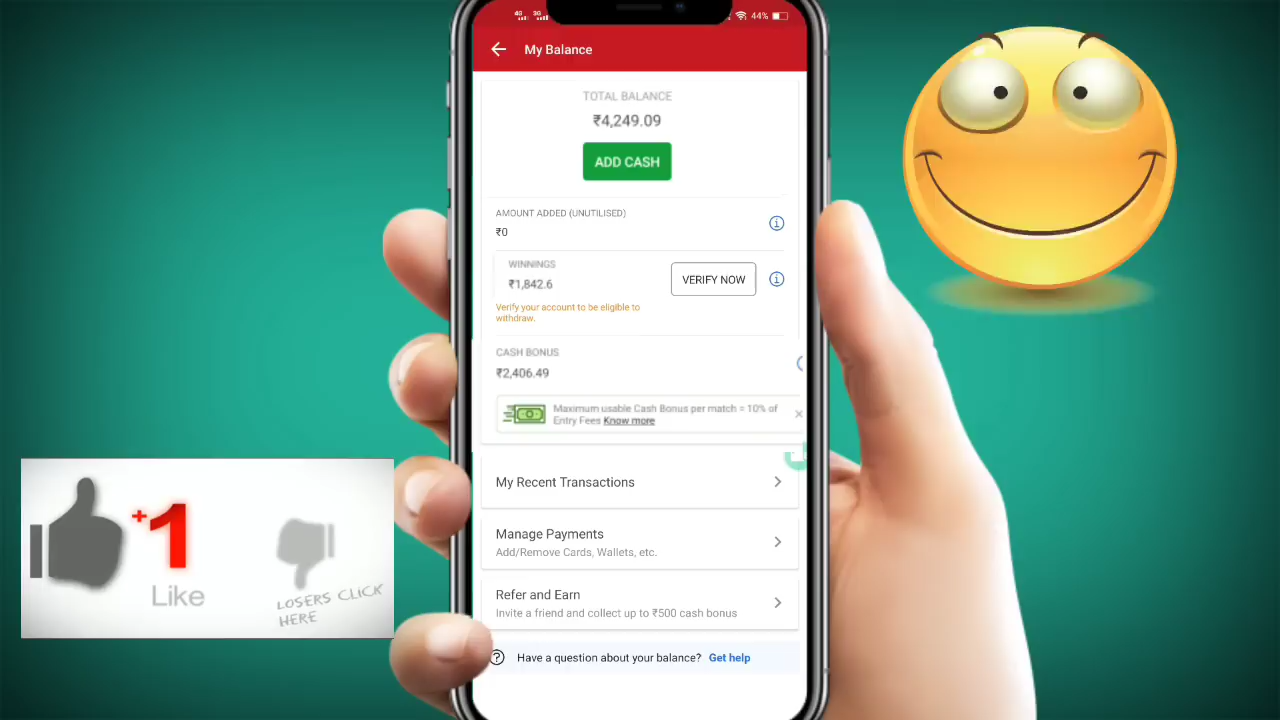 4G 3G 44%
My Balance
TOTAL BALANCE
₹4,249.09
ADD CASH
AMOUNT ADDED (UNUTILISED)
₹0
WINNINGS
₹1,842.6
VERIFY NOW
Verify your account to be eligible to
withdraw.
CASH BONUS
₹2,406.49
Maximum usable Cash Bonus per match = 10% of
Entry Fees Know more
My Recent Transactions
Manage Payments
Add/Remove Cards, Wallets, etc.
Refer and Earn
Invite a friend and collect up to ₹500 cash bonus
Have a question about your balance? Get help
+1
Like
LOSERS CLICK
HERE